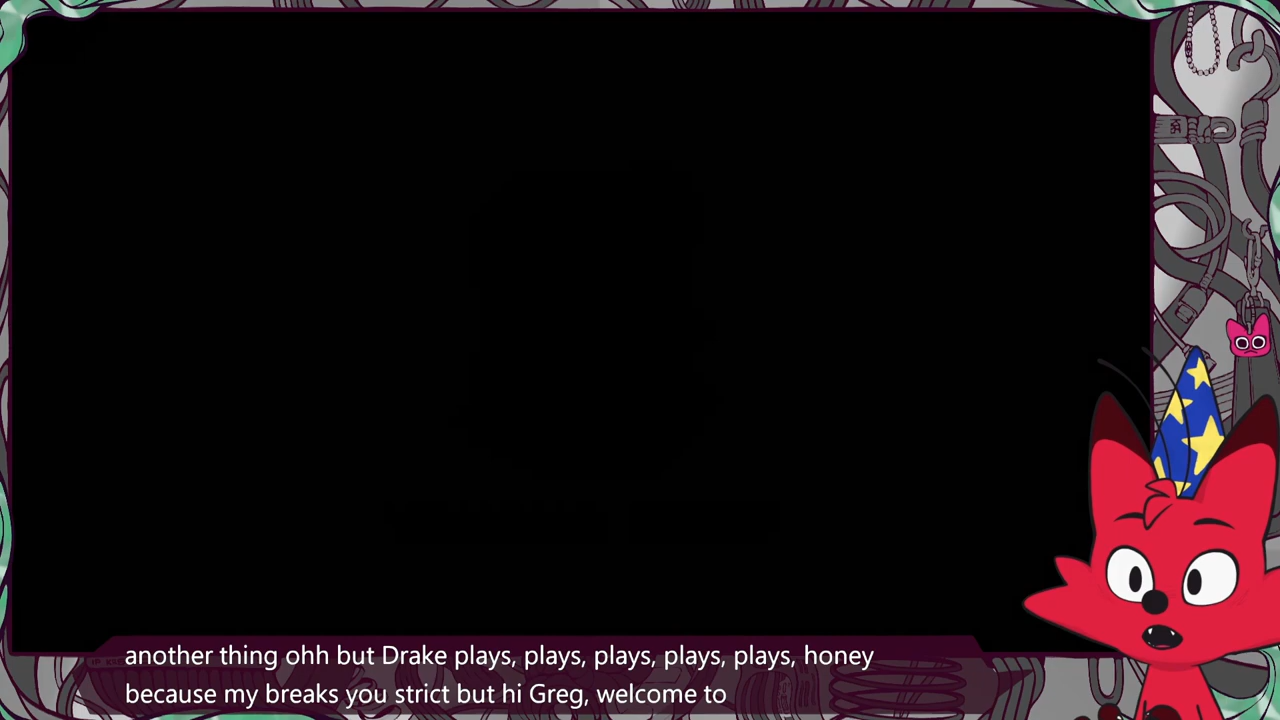 another thing ohh but Drake plays, plays, plays, plays, plays, honey
because my breaks you strict but hi Greg, welcome to